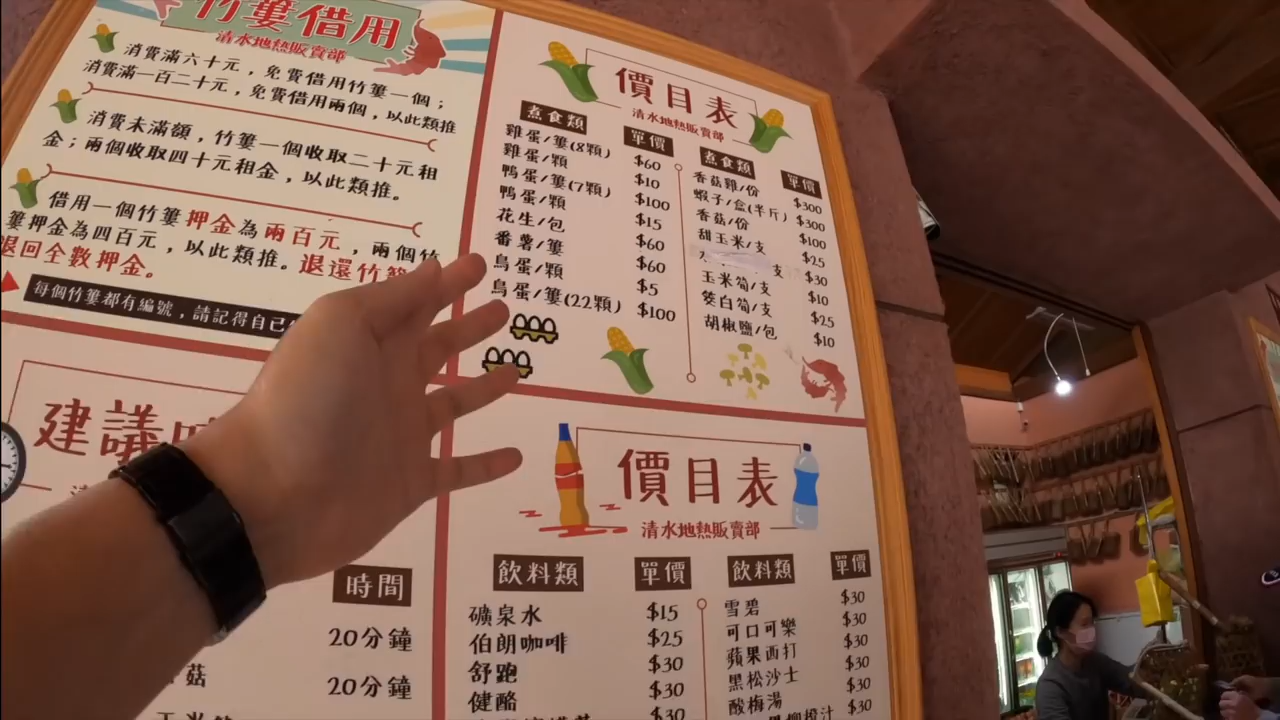 竹簍借用
清水地熱販賣部
消費滿六十元，免費借用竹簍一個；
消費滿一百二十元，免費借用兩個，以此類推
消費未滿額，竹簍一個收取二十元租
金；兩個收取四十元租金，以此類推。
借用一個竹簍押金為兩百元，兩個竹
簍押金為四百元，以此類推。退還竹簍
退回全數押金。
每個竹簍都有編號，請記得自己
價目表
清水地熱販賣部
煮食類 單價
雞蛋/簍(8顆) $60
雞蛋/顆 $10
鴨蛋/簍(7顆) $100
鴨蛋/顆 $15
花生/包 $60
番薯/簍 $60
鳥蛋/顆 $5
鳥蛋/簍(22顆) $100
煮食類 單價
香菇雞/份 $300
蝦子/盒(半斤) $300
香菇/份 $100
甜玉米/支 $25
支 $30
玉米筍/支 $10
筊白筍/支 $25
胡椒鹽/包 $10
建議
時間
20分鐘
菇 20分鐘
價目表
清水地熱販賣部
飲料類 單價
礦泉水 $15
伯朗咖啡 $25
舒跑 $30
健酪 $30
$30
飲料類 單價
雪碧 $30
可口可樂 $30
蘋果西打 $30
黑松沙士 $30
酸梅湯 $30
柳橙汁 $30